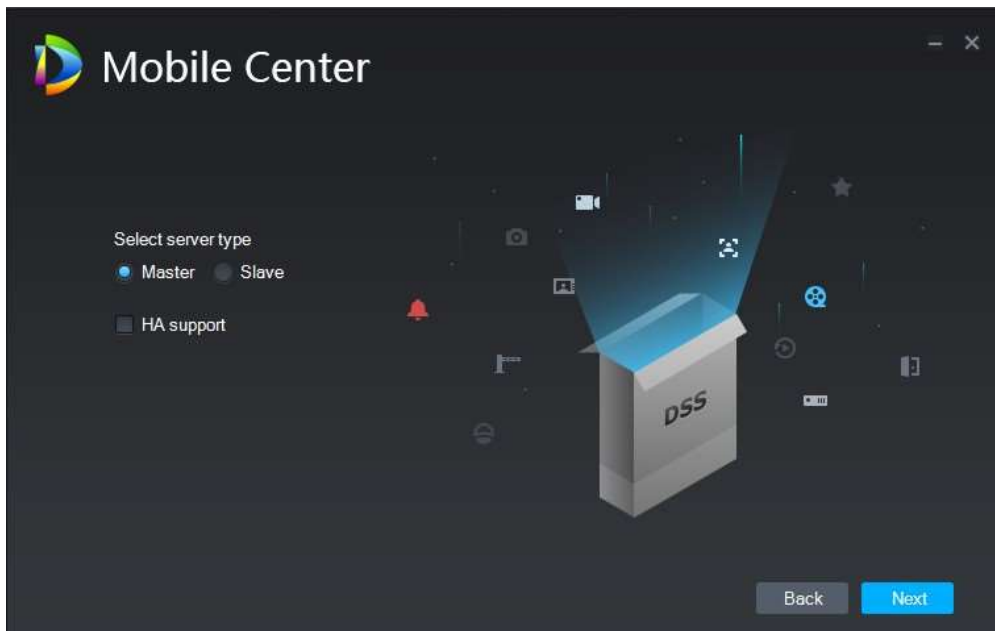 Mobile Center
Select server type
Master Slave
HA support
DSS
Back Next